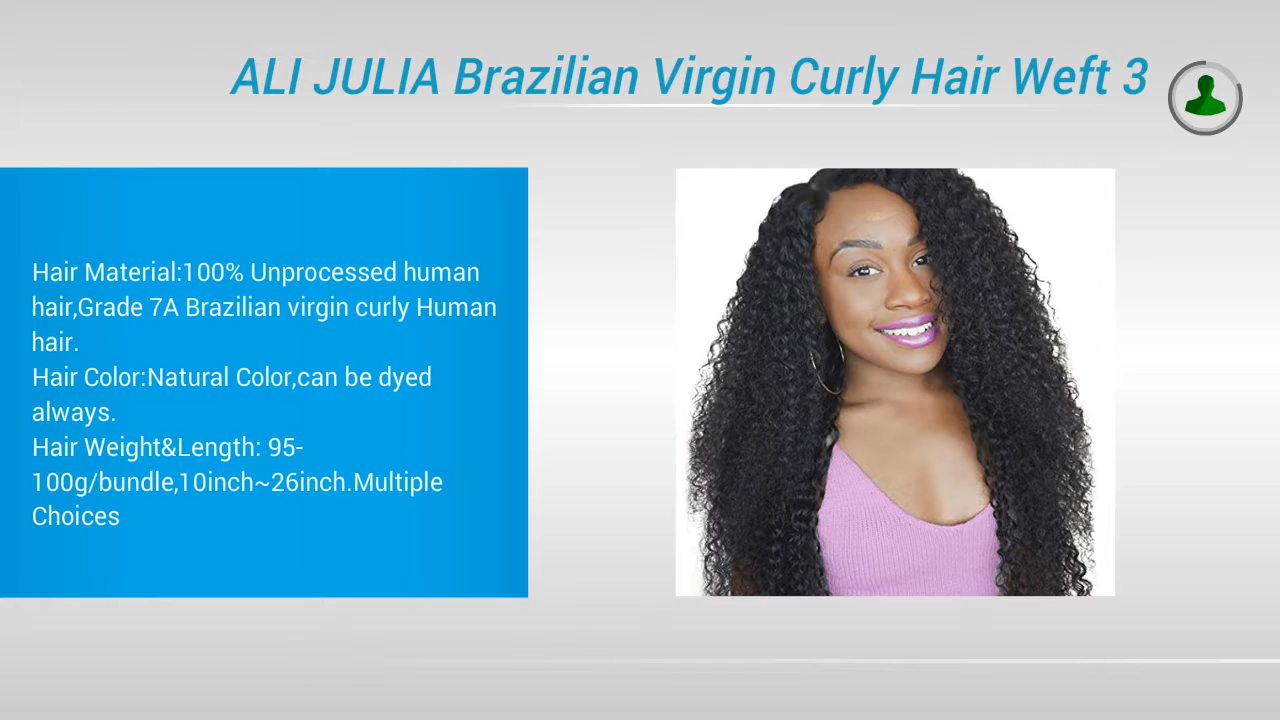 ALI JULIA Brazilian Virgin Curly Hair Weft 3
Hair Material:100% Unprocessed human
hair,Grade 7A Brazilian virgin curly Human
hair.
Hair Color:Natural Color,can be dyed
always.
Hair Weight&Length: 95-
100g/bundle,10inch~26inch.Multiple
Choices